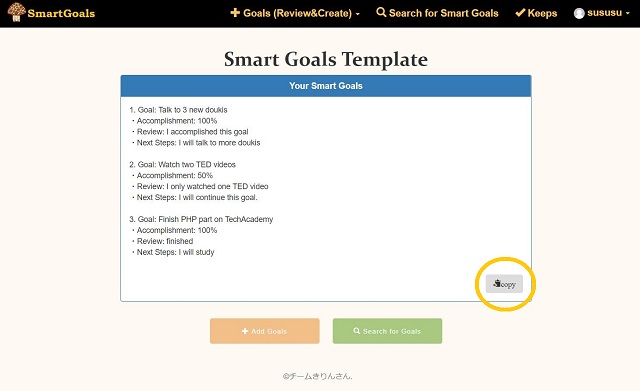 SmartGoals
Goals (Review&Create)
Search for Smart Goals
Keeps
sususu
Smart Goals Template
Your Smart Goals
1. Goal: Talk to 3 new doukis
・Accomplishment: 100%
・Review: I accomplished this goal
・Next Steps: I will talk to more doukis
2. Goal: Watch two TED videos
・Accomplishment: 50%
・Review: I only watched one TED video
・Next Steps: I will continue this goal.
3. Goal: Finish PHP part on TechAcademy
・Accomplishment: 100%
・Review: finished
・Next Steps: I will study
copy
Add Goals
Search for Goals
©チームきりんさん.